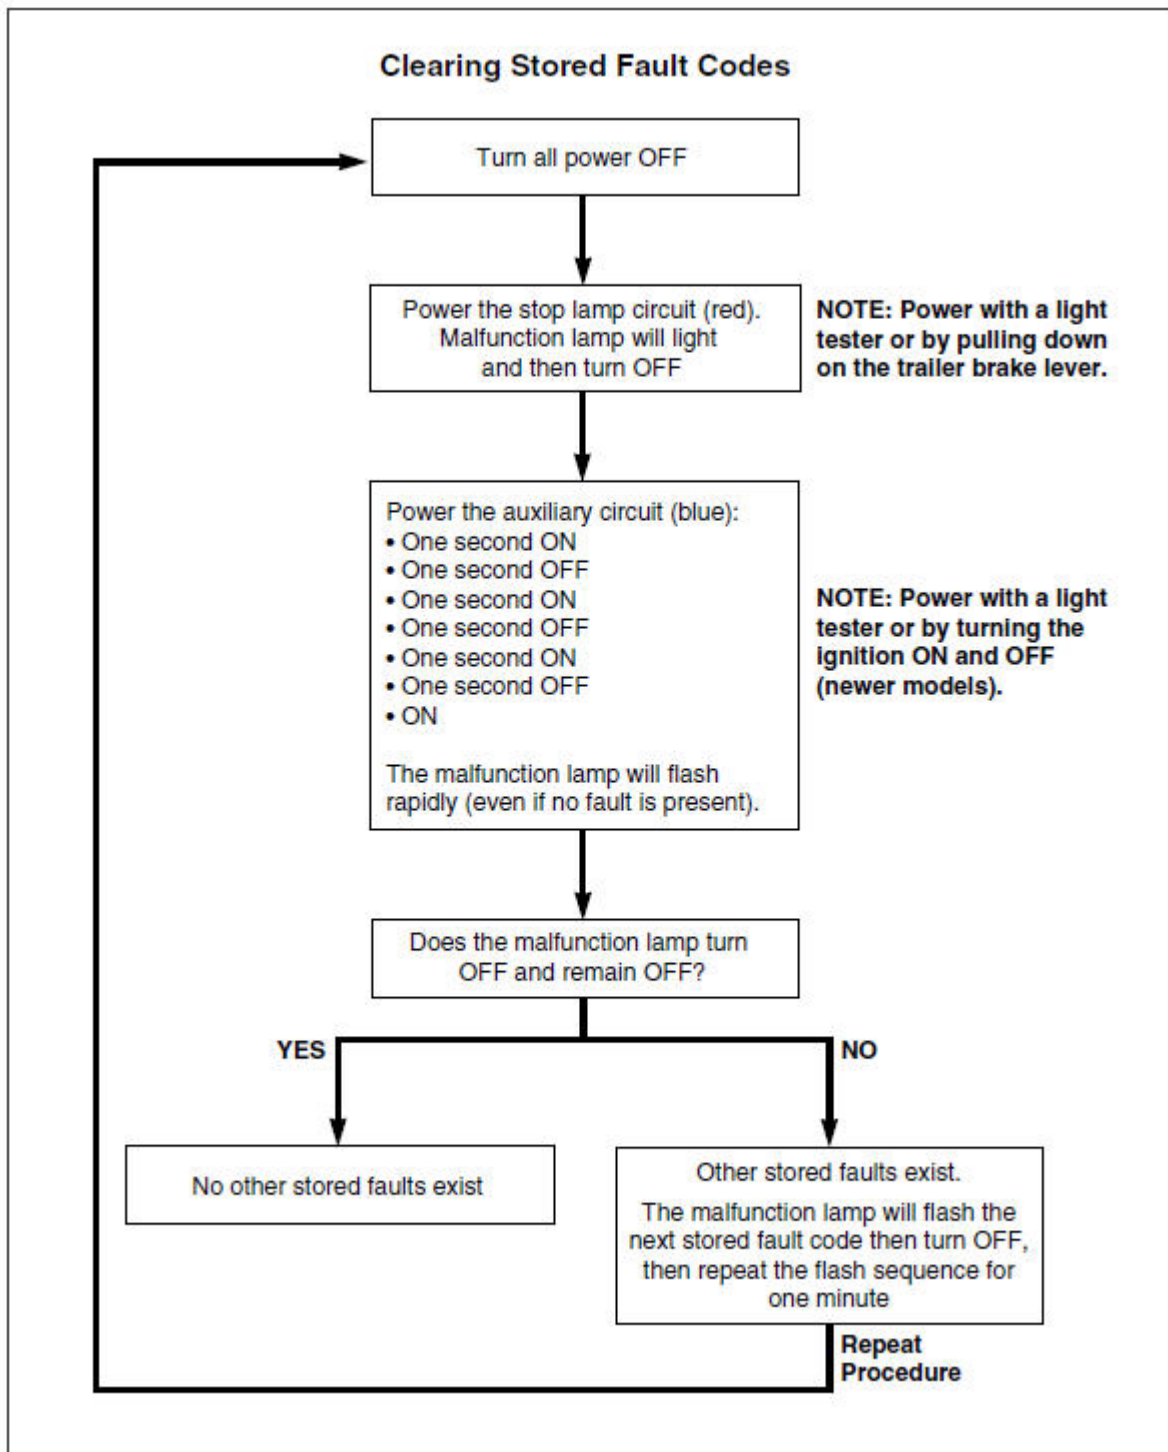 Clearing Stored Fault Codes
Turn all power OFF
Power the stop lamp circuit (red).
Malfunction lamp will light
and then turn OFF
NOTE: Power with a light
tester or by pulling down
on the trailer brake lever.
Power the auxiliary circuit (blue):
• One second ON
• One second OFF
• One second ON
• One second OFF
• One second ON
• One second OFF
• ON
The malfunction lamp will flash
rapidly (even if no fault is present).
NOTE: Power with a light
tester or by turning the
ignition ON and OFF
(newer models).
Does the malfunction lamp turn
OFF and remain OFF?
YES
NO
No other stored faults exist
Other stored faults exist.
The malfunction lamp will flash the
next stored fault code then turn OFF,
then repeat the flash sequence for
one minute
Repeat
Procedure